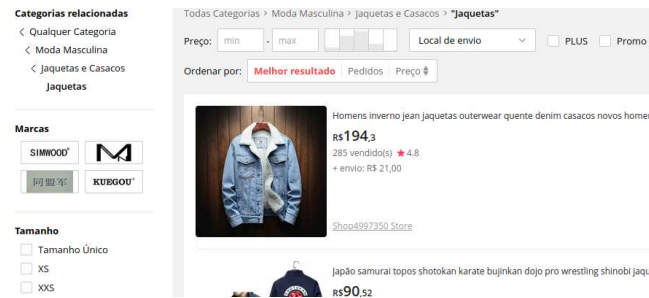 Categorias relacionadas
< Qualquer Categoria
< Moda Masculina
< Jaquetas e Casacos
Jaquetas
Marcas
SIMWOOD®
同盟军
KUEGOU®
Tamanho
Tamanho Único
XS
XXS
Todas Categorias > Moda Masculina > Jaquetas e Casacos > "Jaquetas"
Preço: min - max Local de envio PLUS Promo
Ordenar por: Melhor resultado Pedidos Preço
Homens inverno jean jaquetas outerwear quente denim casacos novos homen
R$194,3
285 vendido(s) ★ 4.8
+ envio: R$ 21,00
Shop4997350 Store
Japão samurai topos shotokan karate bujinkan dojo pro wrestling shinobi jaqu
R$90,52